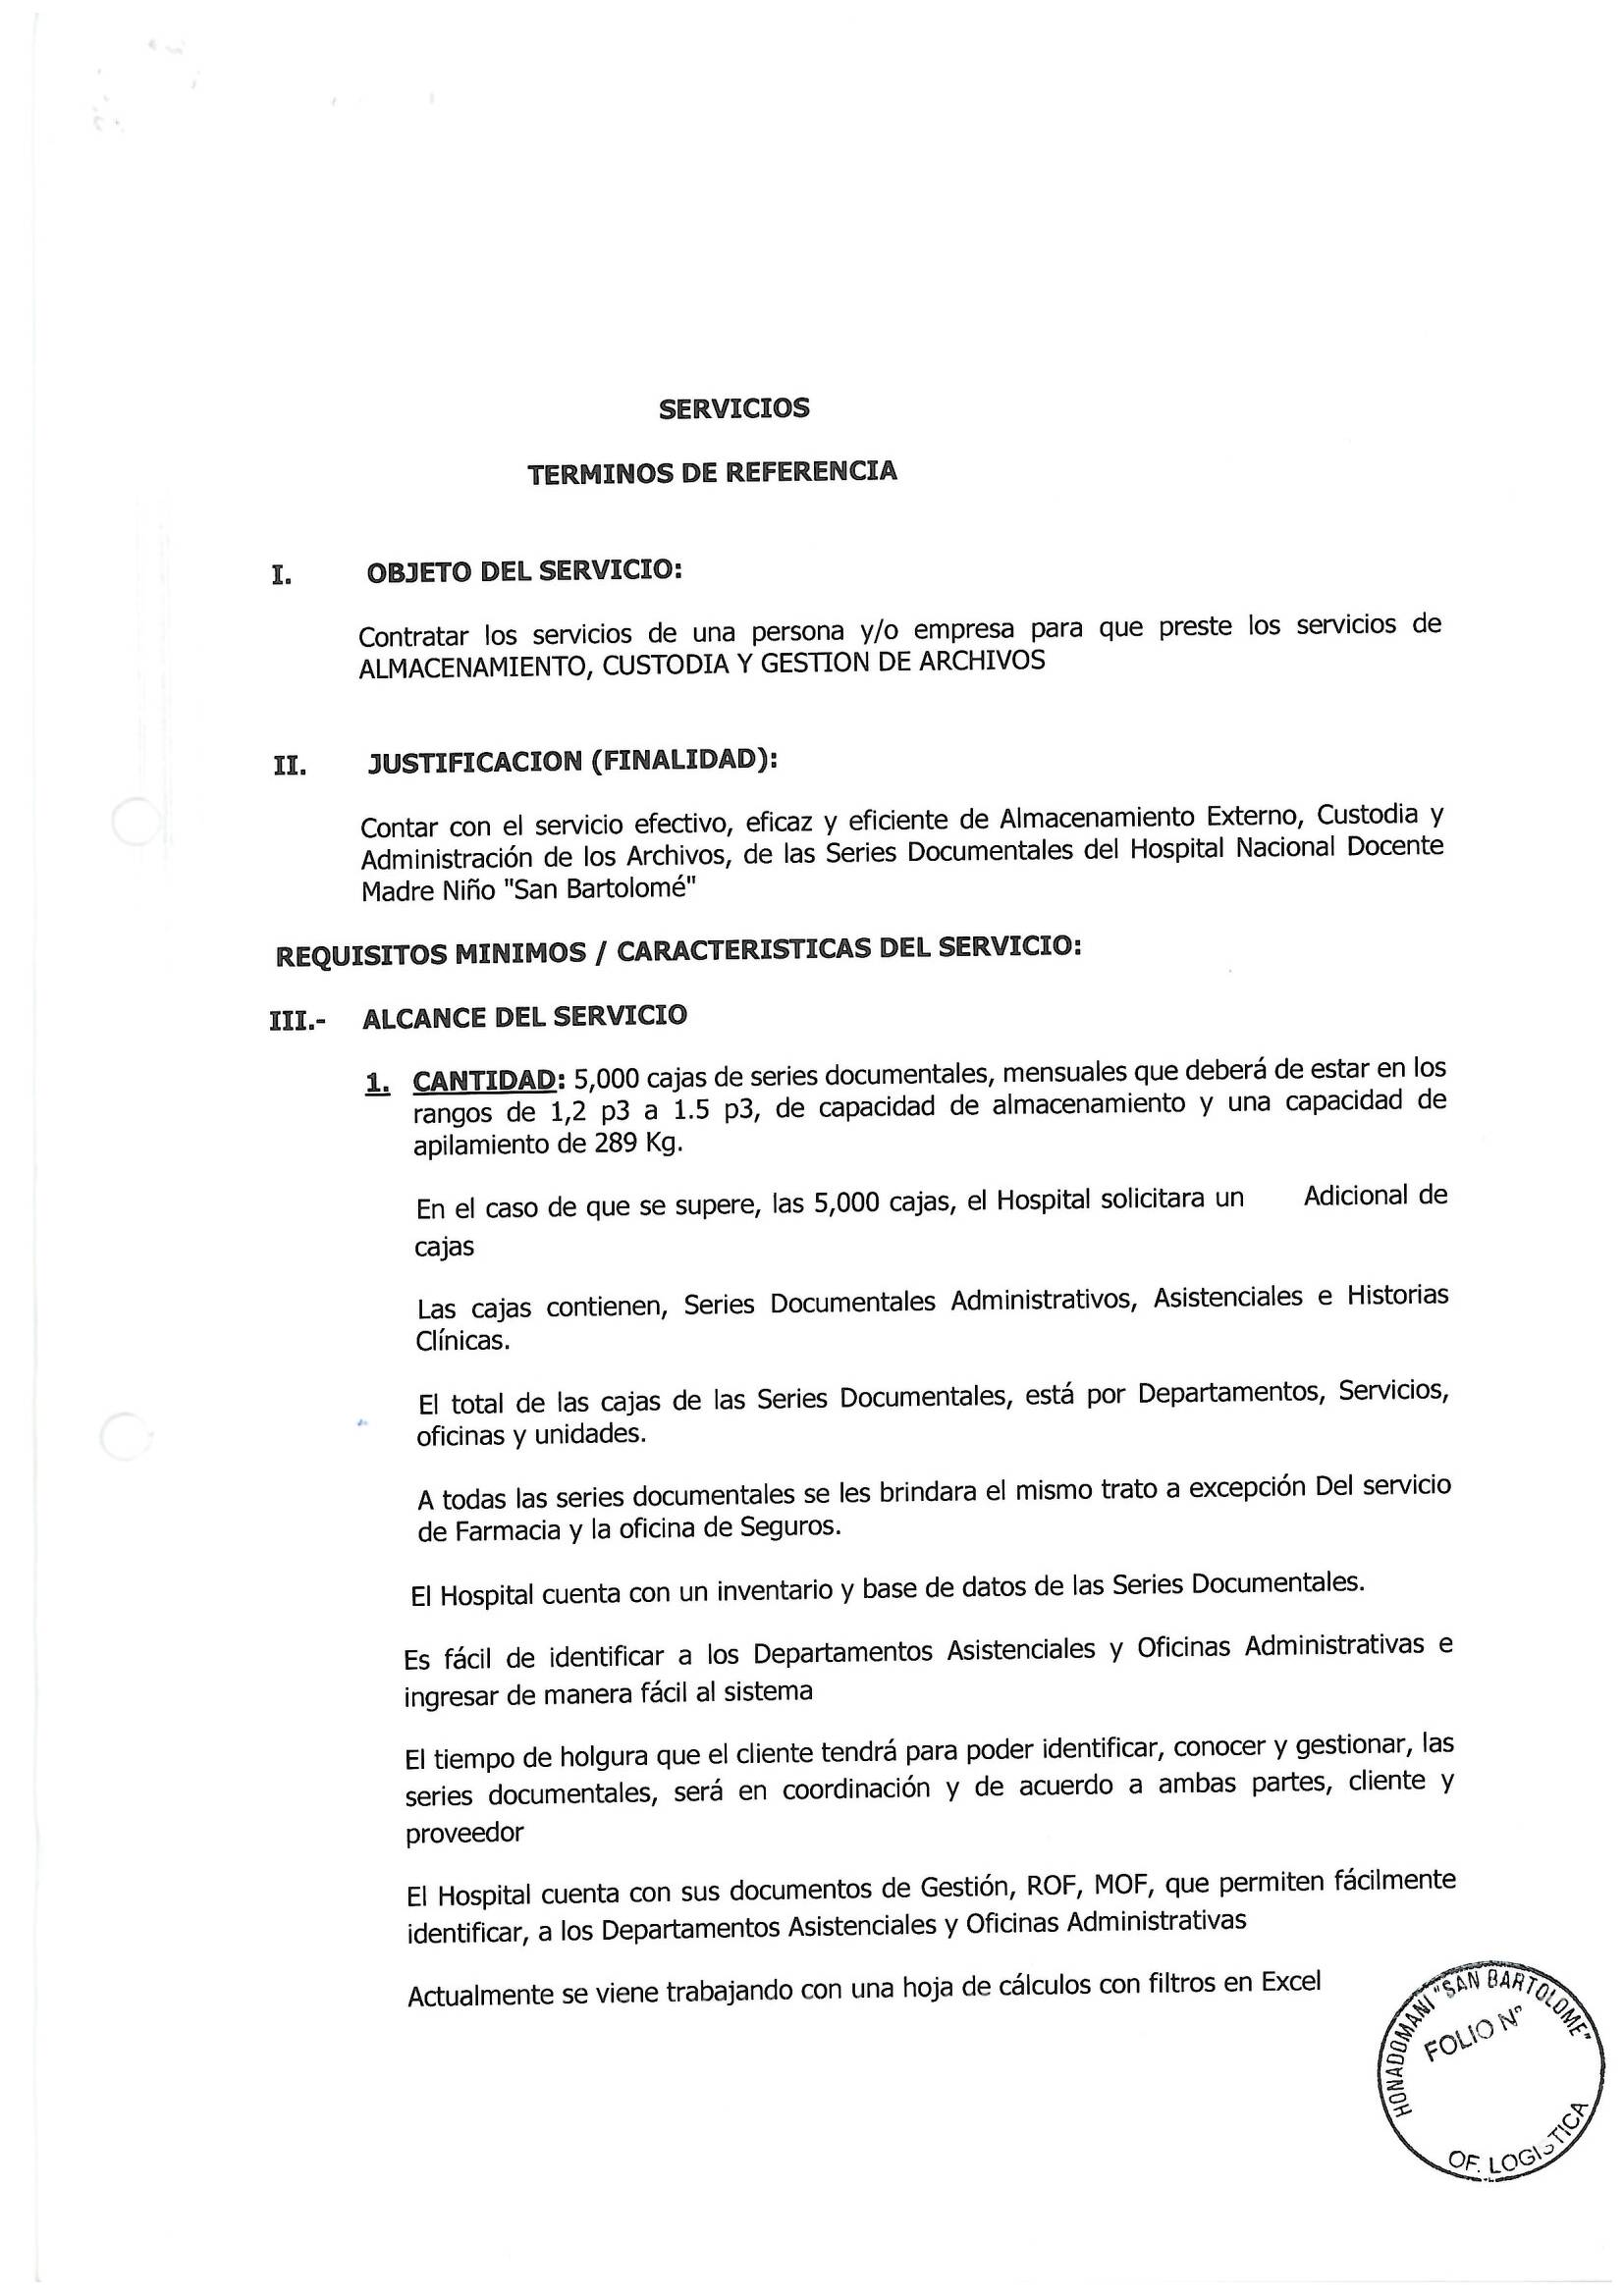 SERVICIOS
TERMINOS DE REFERENCIA
I. OBJETO DEL SERVICIO:
Contratar los servicios de una persona y/o empresa para que preste los servicios de
ALMACENAMIENTO, CUSTODIA Y GESTION DE ARCHIVOS
II. JUSTIFICACION (FINALIDAD):
Contar con el servicio efectivo, eficaz y eficiente de Almacenamiento Externo, Custodia y
Administración de los Archivos, de las Series Documentales del Hospital Nacional Docente
Madre Niño "San Bartolomé"
REQUISITOS MINIMOS / CARACTERISTICAS DEL SERVICIO:
III.- ALCANCE DEL SERVICIO
1. CANTIDAD: 5,000 cajas de series documentales, mensuales que deberá de estar en los
rangos de 1,2 p3 a 1.5 p3, de capacidad de almacenamiento y una capacidad de
apilamiento de 289 Kg.
En el caso de que se supere, las 5,000 cajas, el Hospital solicitara un Adicional de
cajas
Las cajas contienen, Series Documentales Administrativos, Asistenciales e Historias
Clínicas.
El total de las cajas de las Series Documentales, está por Departamentos, Servicios,
oficinas y unidades.
A todas las series documentales se les brindara el mismo trato a excepción Del servicio
de Farmacia y la oficina de Seguros.
El Hospital cuenta con un inventario y base de datos de las Series Documentales.
Es fácil de identificar a los Departamentos Asistenciales y Oficinas Administrativas e
ingresar de manera fácil al sistema
El tiempo de holgura que el cliente tendrá para poder identificar, conocer y gestionar, las
series documentales, será en coordinación y de acuerdo a ambas partes, cliente y
proveedor
El Hospital cuenta con sus documentos de Gestión, ROF, MOF, que permiten fácilmente
identificar, a los Departamentos Asistenciales y Oficinas Administrativas
Actualmente se viene trabajando con una hoja de cálculos con filtros en Excel
HONADOMANI "SAN BARTOLOME"
FOLIO N°
OF. LOGISTICA